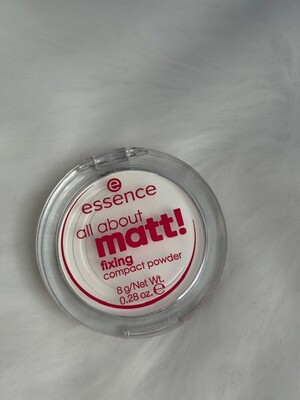 essence
all about
matt!
fixing
compact powder
8 g/Net Wt.
0.28 oz. ℮